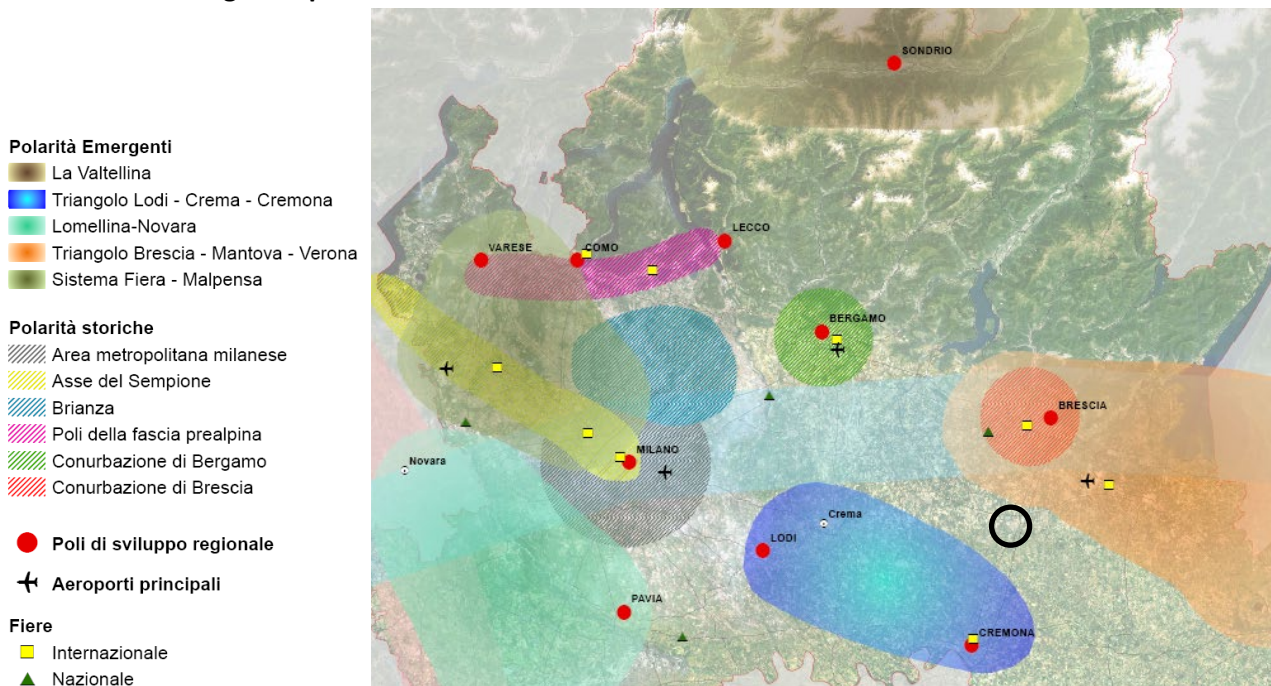 Polarità Emergenti
La Valtellina
Triangolo Lodi - Crema - Cremona
Lomellina-Novara
Triangolo Brescia - Mantova - Verona
Sistema Fiera - Malpensa
Polarità storiche
Area metropolitana milanese
Asse del Sempione
Brianza
Poli della fascia prealpina
Conurbazione di Bergamo
Conurbazione di Brescia
Poli di sviluppo regionale
Aeroporti principali
Fiere
Internazionale
Nazionale
SONDRIO
LECCO
VARESE
COMO
BERGAMO
BRESCIA
MILANO
Novara
Crema
LODI
PAVIA
CREMONA